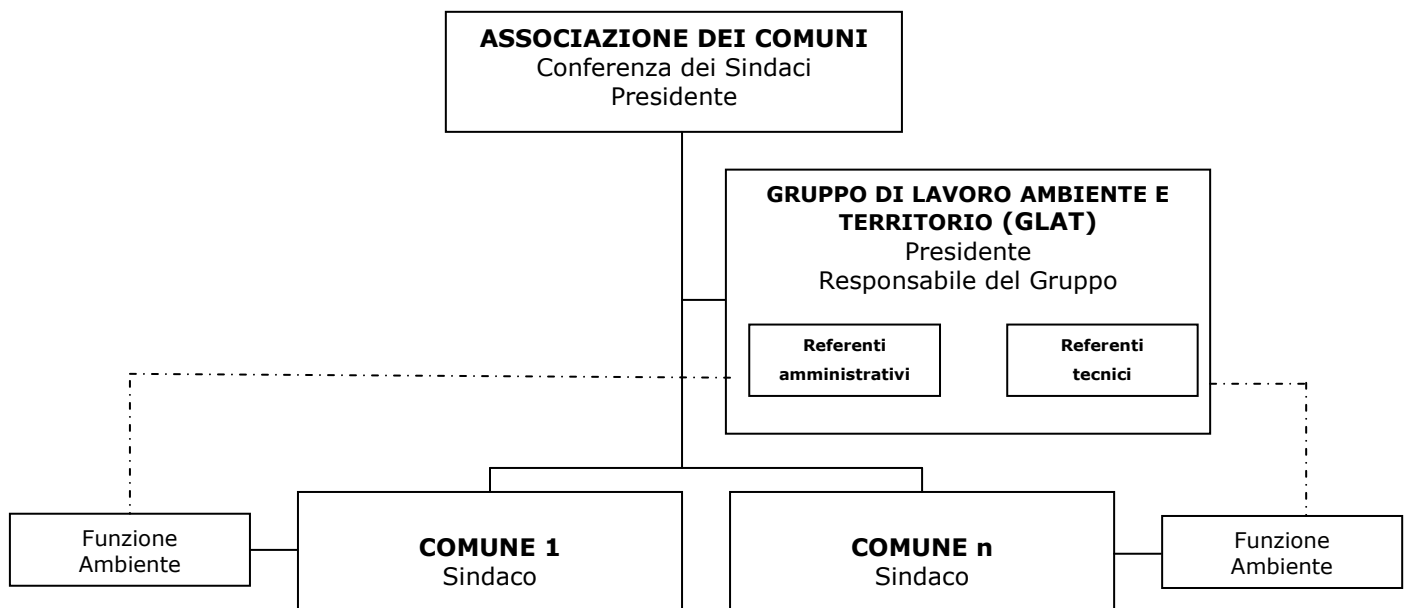 ASSOCIAZIONE DEI COMUNI
Conferenza dei Sindaci
Presidente
GRUPPO DI LAVORO AMBIENTE E
TERRITORIO (GLAT)
Presidente
Responsabile del Gruppo
Referenti
amministrativi
Referenti
tecnici
Funzione
Ambiente
COMUNE 1
Sindaco
COMUNE n
Sindaco
Funzione
Ambiente